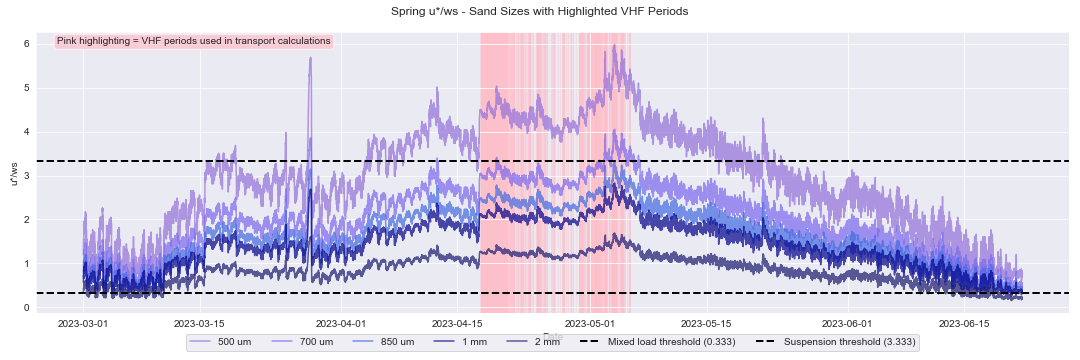 Spring u*/ws - Sand Sizes with Highlighted VHF Periods
Pink highlighting = VHF periods used in transport calculations
6
5
4
3
2
1
0
u*/ws
2023-03-01 2023-03-15 2023-04-01 2023-04-15 2023-05-01 2023-05-15 2023-06-01 2023-06-15
Date
500 um 700 um 850 um 1 mm 2 mm Mixed load threshold (0.333) Suspension threshold (3.333)